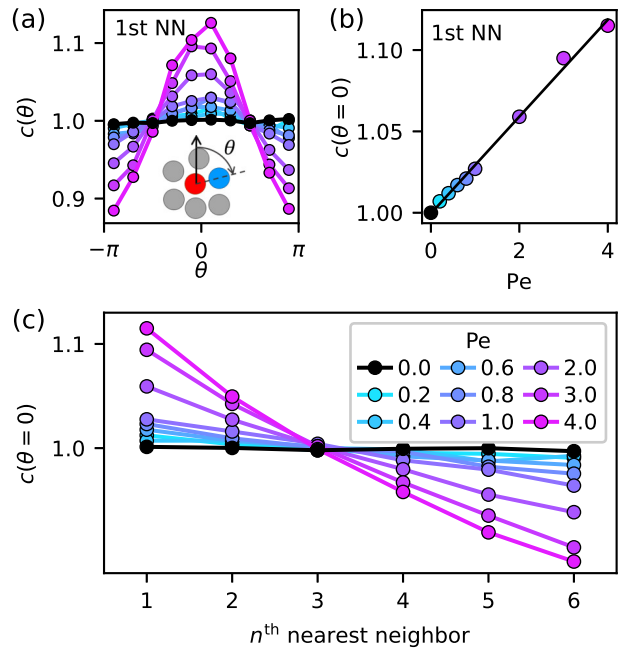 (a)
1st NN
1.1
1.0
0.9
c(θ)
θ
−π
0
π
θ
(b)
1st NN
1.10
1.05
1.00
c(θ = 0)
0
2
4
Pe
(c)
1.1
1.0
c(θ = 0)
Pe
0.0 0.6 2.0
0.2 0.8 3.0
0.4 1.0 4.0
1 2 3 4 5 6
nth nearest neighbor